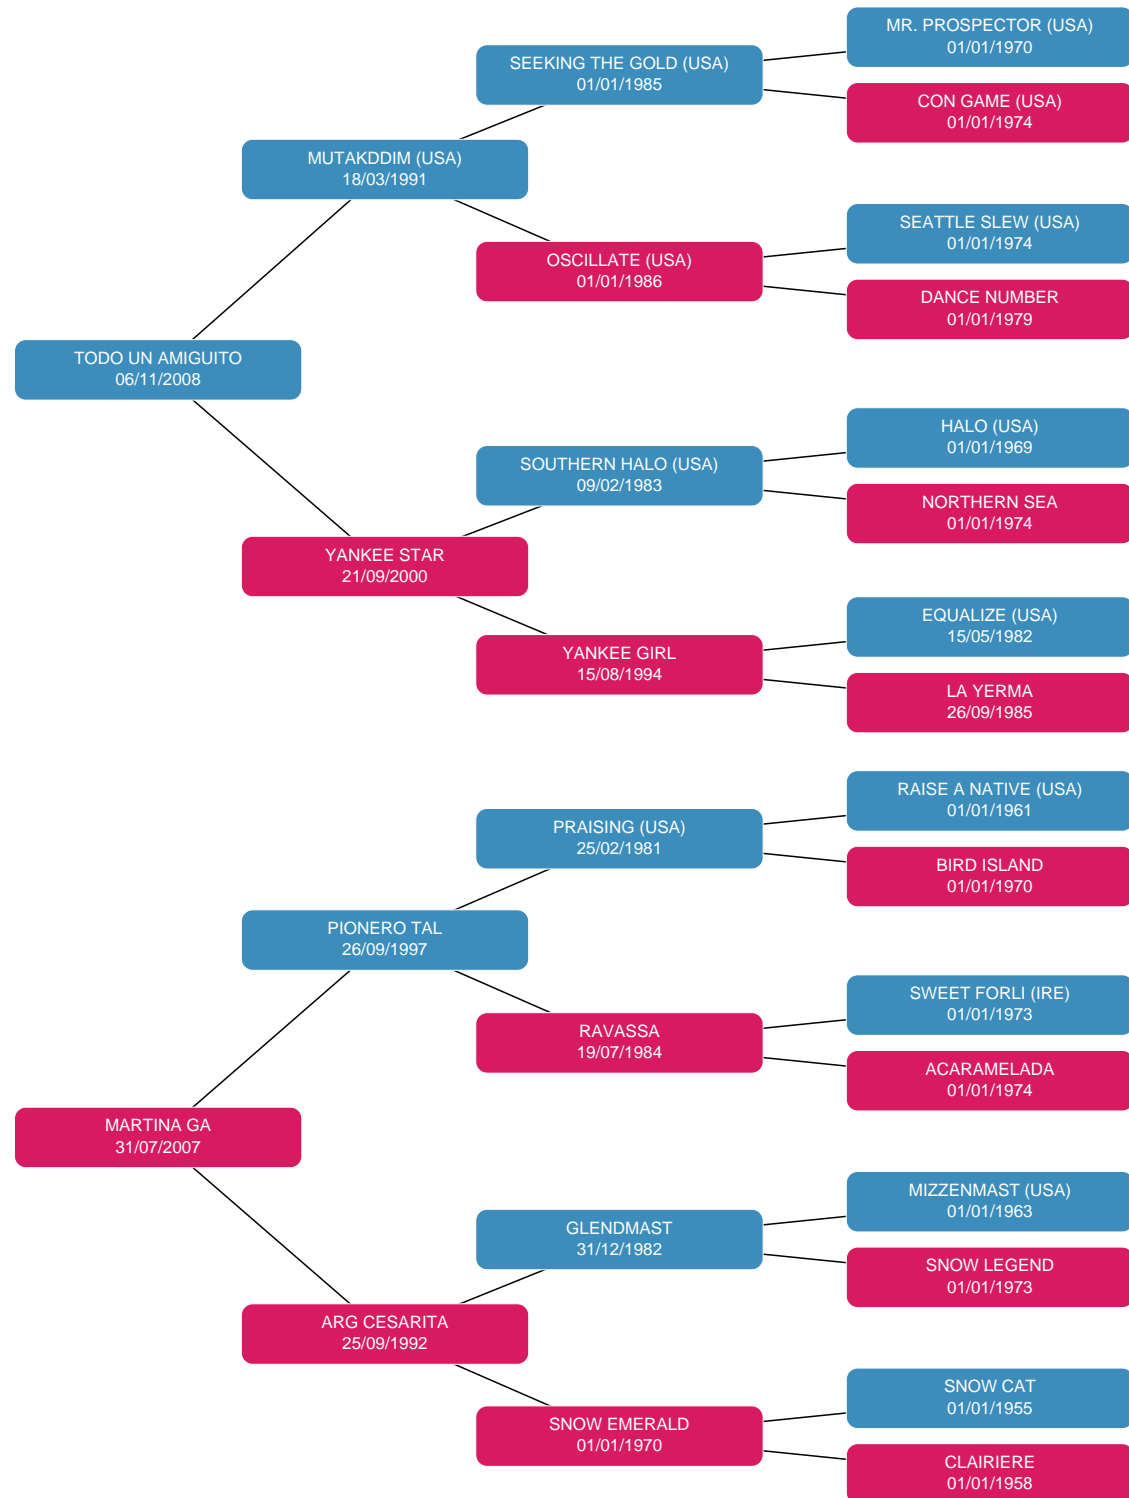 MR. PROSPECTOR (USA)
01/01/1970
SEEKING THE GOLD (USA)
01/01/1985
CON GAME (USA)
01/01/1974
MUTAKDDIM (USA)
18/03/1991
SEATTLE SLEW (USA)
01/01/1974
OSCILLATE (USA)
01/01/1986
DANCE NUMBER
01/01/1979
TODO UN AMIGUITO
06/11/2008
HALO (USA)
01/01/1969
SOUTHERN HALO (USA)
09/02/1983
NORTHERN SEA
01/01/1974
YANKEE STAR
21/09/2000
EQUALIZE (USA)
15/05/1982
YANKEE GIRL
15/08/1994
LA YERMA
26/09/1985
RAISE A NATIVE (USA)
01/01/1961
PRAISING (USA)
25/02/1981
BIRD ISLAND
01/01/1970
PIONERO TAL
26/09/1997
SWEET FORLI (IRE)
01/01/1973
RAVASSA
19/07/1984
ACARAMELADA
01/01/1974
MARTINA GA
31/07/2007
MIZZENMAST (USA)
01/01/1963
GLENDMAST
31/12/1982
SNOW LEGEND
01/01/1973
ARG CESARITA
25/09/1992
SNOW CAT
01/01/1955
SNOW EMERALD
01/01/1970
CLAIRIERE
01/01/1958